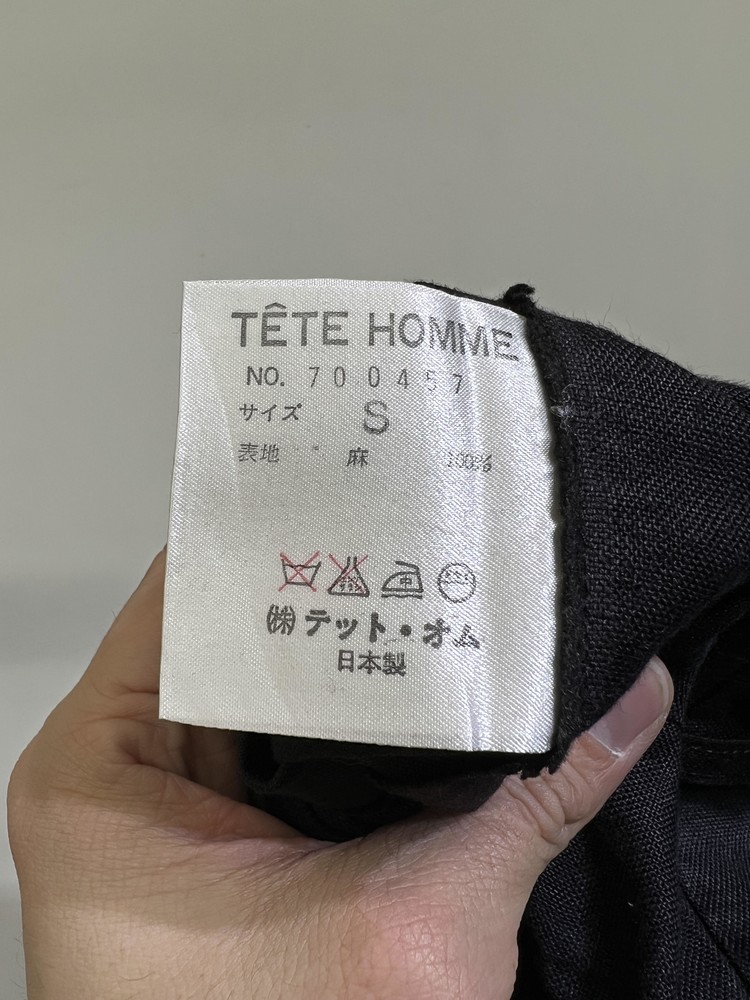 TÊTE HOMME
NO. 700457
サイズ S
表地 麻 100%
中
㈱テット・オム
日本製